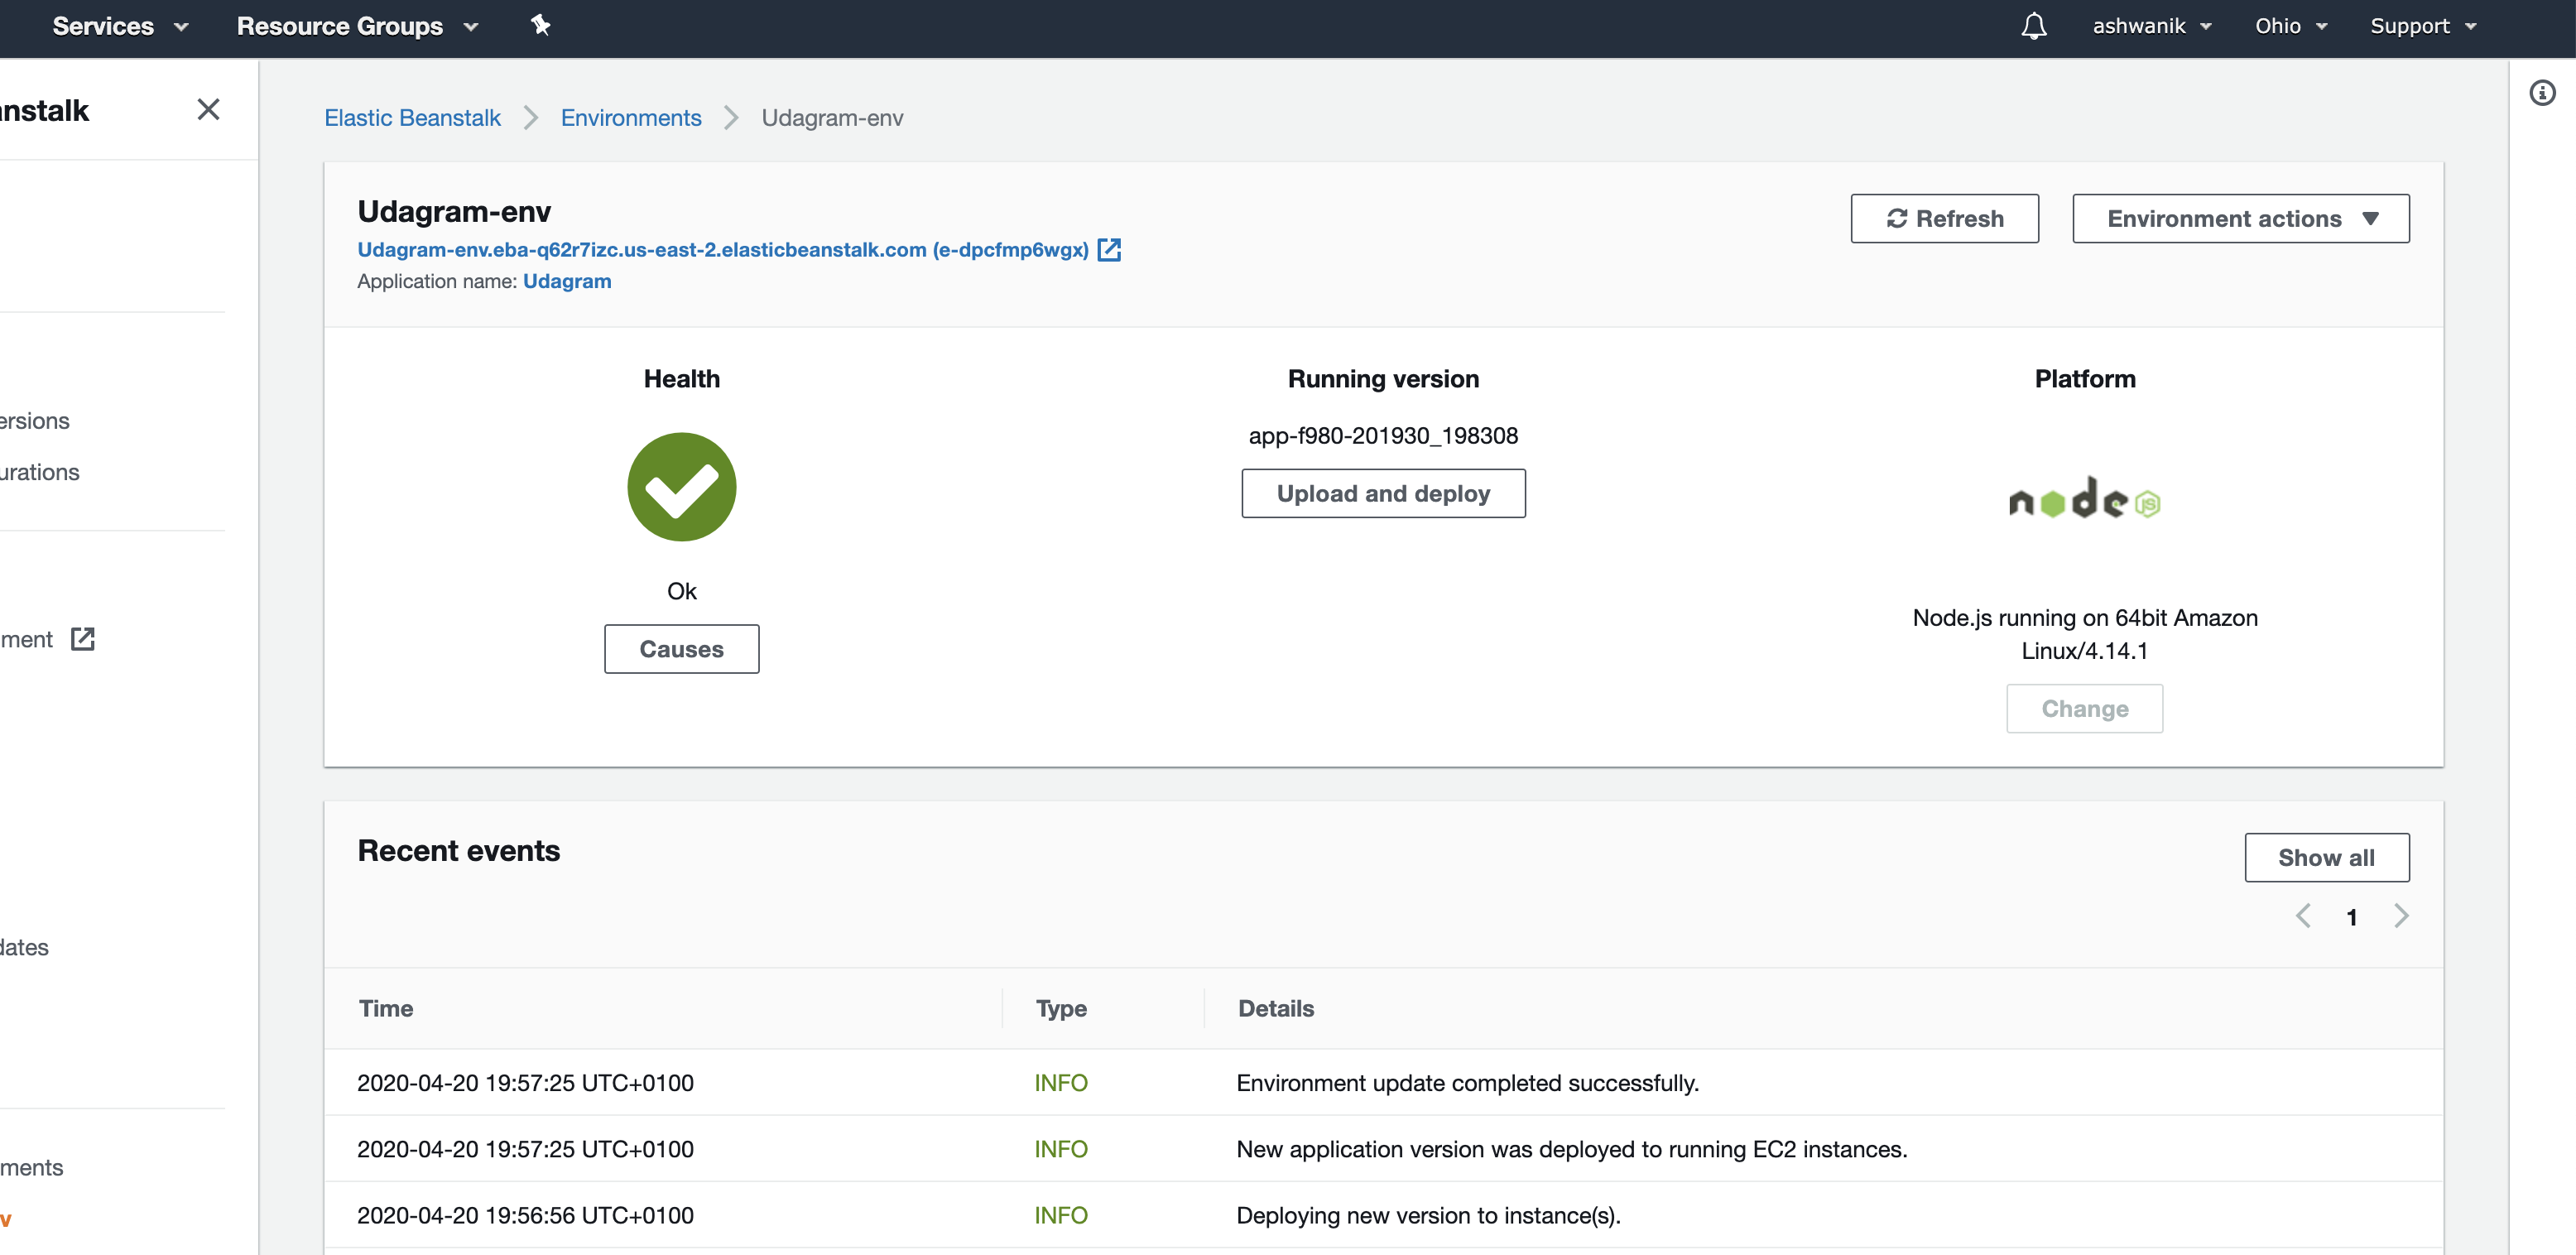 Services Resource Groups ashwanik Ohio Support
anstalk
ersions
urations
ment
dates
ments
v
Elastic Beanstalk Environments Udagram-env
Udagram-env
Udagram-env.eba-q62r7izc.us-east-2.elasticbeanstalk.com (e-dpcfmp6wgx)
Application name: Udagram
Refresh Environment actions
Health
Ok
Causes
Running version
app-f980-201930_198308
Upload and deploy
Platform
node JS
Node.js running on 64bit Amazon
Linux/4.14.1
Change
Recent events
Show all
1
Time Type Details
2020-04-20 19:57:25 UTC+0100 INFO Environment update completed successfully.
2020-04-20 19:57:25 UTC+0100 INFO New application version was deployed to running EC2 instances.
2020-04-20 19:56:56 UTC+0100 INFO Deploying new version to instance(s).